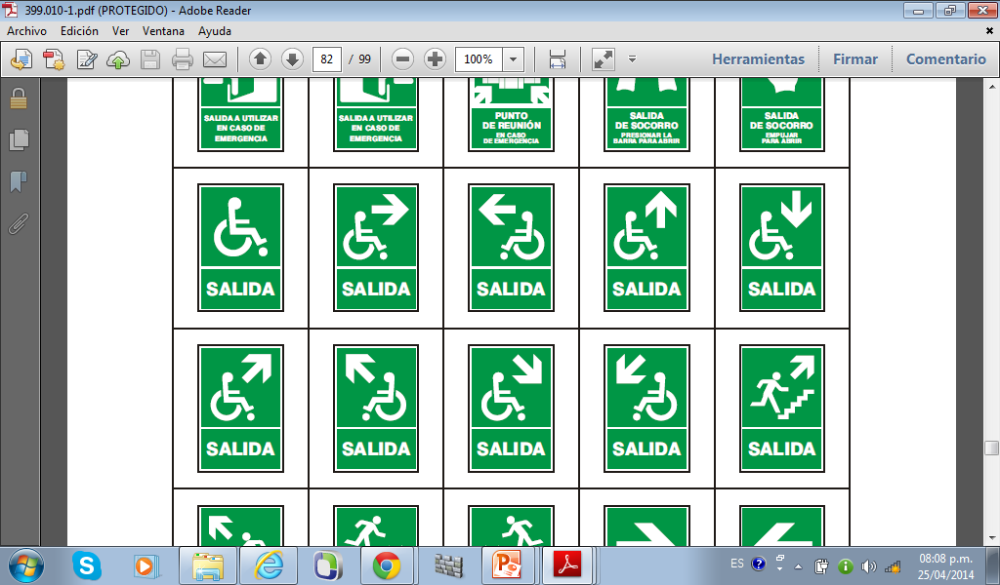 399.010-1.pdf (PROTEGIDO) - Adobe Reader
Archivo Edición Ver Ventana Ayuda
82 / 99 100% Herramientas Firmar Comentario
SALIDA A UTILIZAR
EN CASO DE
EMERGENCIA
SALIDA A UTILIZAR
EN CASO DE
EMERGENCIA
PUNTO
DE REUNIÓN
EN CASO
DE EMERGENCIA
SALIDA
DE SOCORRO
PRESIONAR LA
BARRA PARA ABRIR
SALIDA
DE SOCORRO
EMPUJAR
PARA ABRIR
SALIDA
SALIDA
SALIDA
SALIDA
SALIDA
SALIDA
SALIDA
SALIDA
SALIDA
SALIDA
ES
08:08 p.m.
25/04/2014